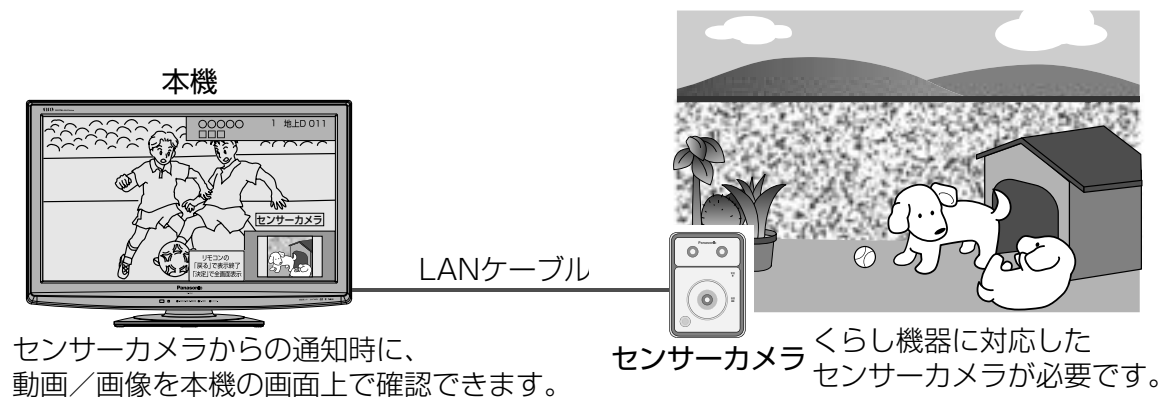 本機
○○○○○ 1 地上D 011
□□□
センサーカメラ
リモコンの
「戻る」で表示終了
「決定」で全画面表示
Panasonic
LANケーブル
Panasonic
センサーカメラからの通知時に、
動画／画像を本機の画面上で確認できます。
センサーカメラ
くらし機器に対応した
センサーカメラが必要です。